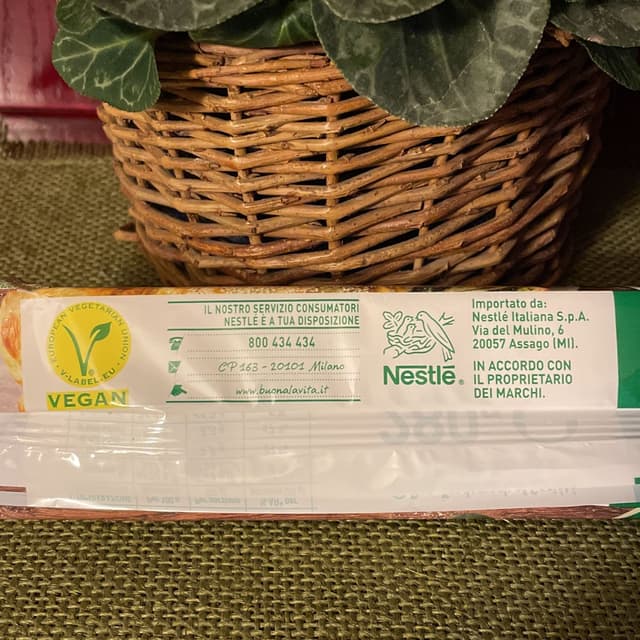 EUROPEAN VEGETARIAN UNION
V-LABEL.EU
VEGAN
IL NOSTRO SERVIZIO CONSUMATORI
NESTLÉ È A TUA DISPOSIZIONE
800 434 434
CP 163 - 20101 Milano
www.buonalavita.it
Nestlē®
Importato da:
Nestlé Italiana S.p.A.
Via del Mulino, 6
20057 Assago (MI).
IN ACCORDO CON
IL PROPRIETARIO
DEI MARCHI.